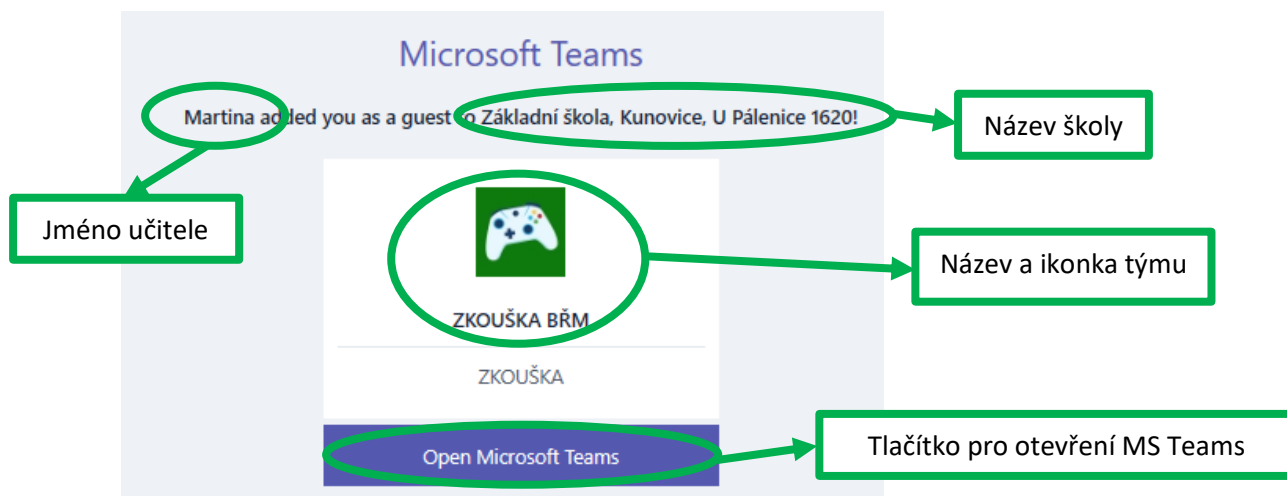 Microsoft Teams
Martina added you as a guest to Základní škola, Kunovice, U Pálenice 1620!
Název školy
Jméno učitele
Název a ikonka týmu
ZKOUŠKA BŘM
ZKOUŠKA
Open Microsoft Teams
Tlačítko pro otevření MS Teams